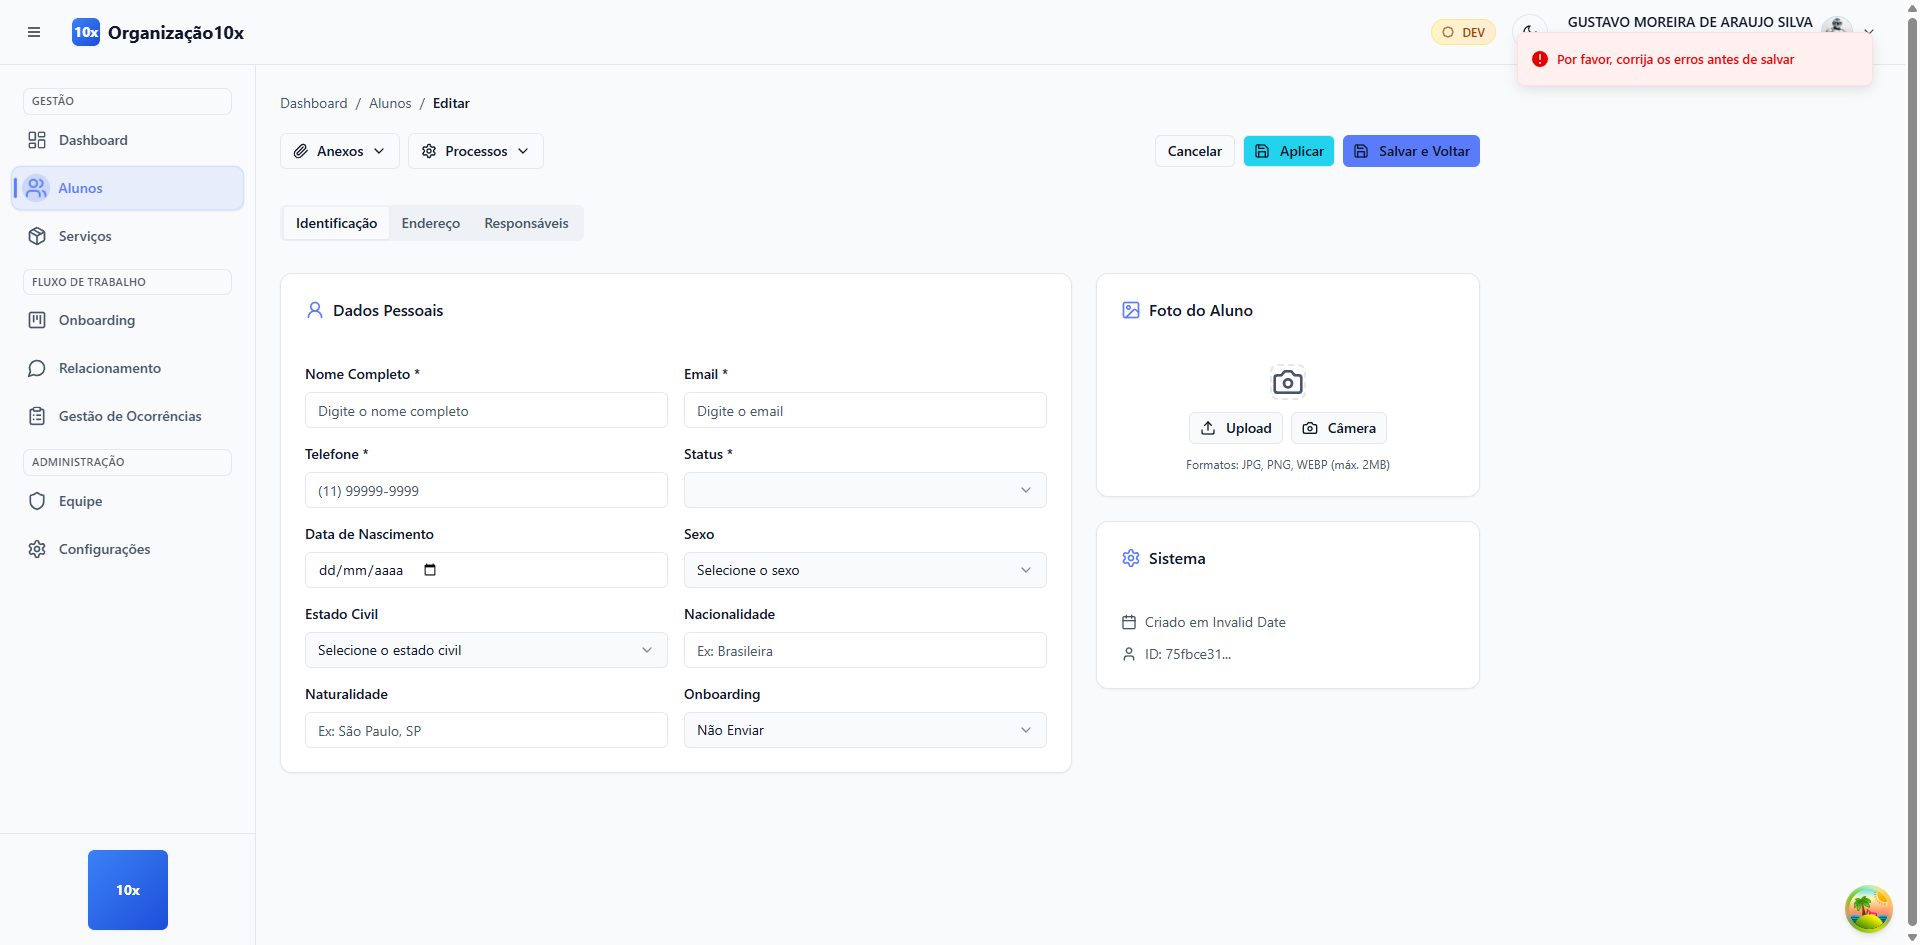 10x Organização10x
DEV
GUSTAVO MOREIRA DE ARAUJO SILVA
Por favor, corrija os erros antes de salvar
GESTÃO
Dashboard
Alunos
Serviços
FLUXO DE TRABALHO
Onboarding
Relacionamento
Gestão de Ocorrências
ADMINISTRAÇÃO
Equipe
Configurações
10x
Dashboard / Alunos / Editar
Anexos Processos
Cancelar Aplicar Salvar e Voltar
Identificação Endereço Responsáveis
Dados Pessoais
Nome Completo * Email *
Digite o nome completo Digite o email
Telefone * Status *
(11) 99999-9999
Data de Nascimento Sexo
dd/mm/aaaa Selecione o sexo
Estado Civil Nacionalidade
Selecione o estado civil Ex: Brasileira
Naturalidade Onboarding
Ex: São Paulo, SP Não Enviar
Foto do Aluno
Upload Câmera
Formatos: JPG, PNG, WEBP (máx. 2MB)
Sistema
Criado em Invalid Date
ID: 75fbce31...